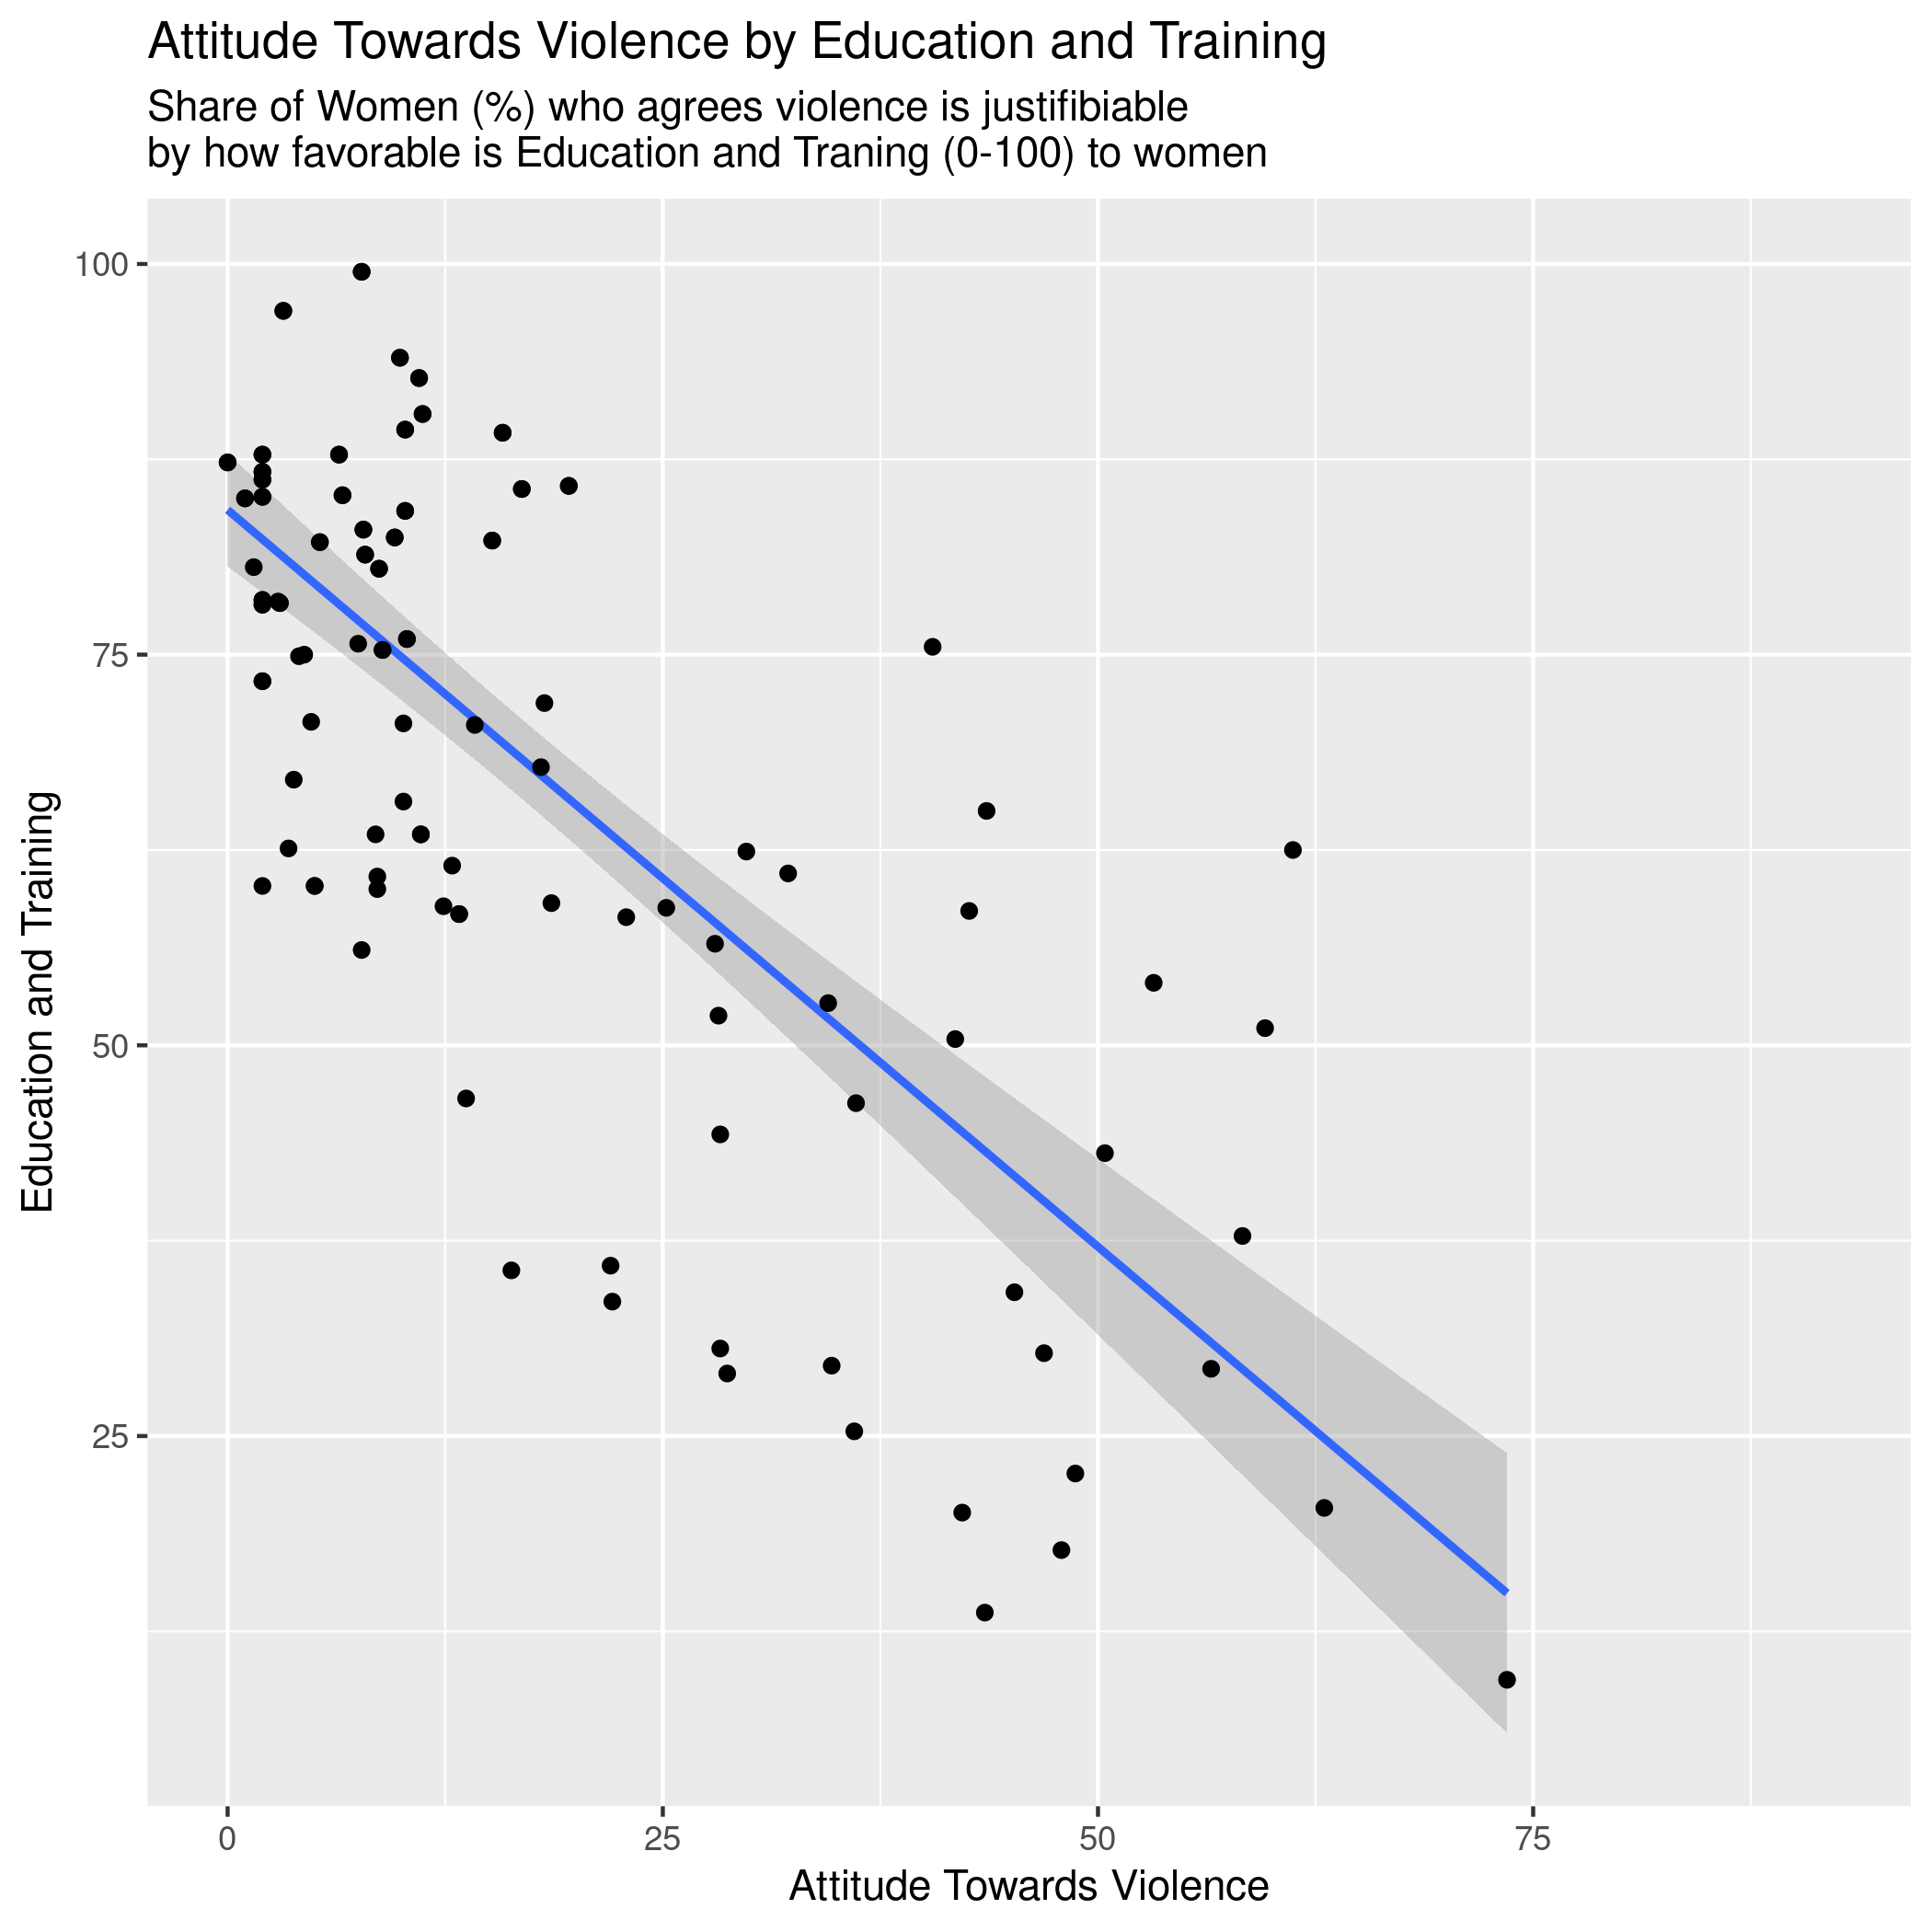 Attitude Towards Violence by Education and Training
Share of Women (%) who agrees violence is justifibiable
by how favorable is Education and Traning (0-100) to women
100
75
50
25
Education and Training
0
25
50
75
Attitude Towards Violence